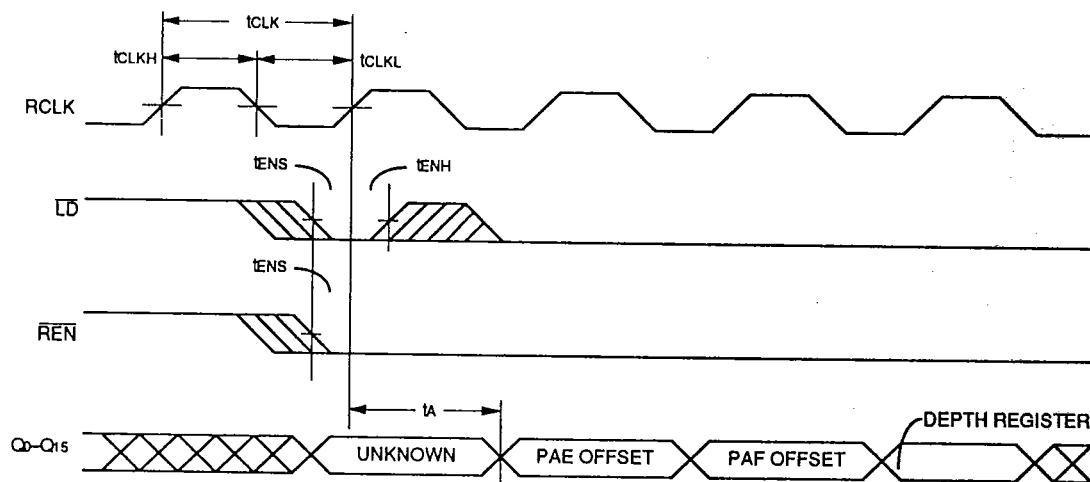 tCLK
tCLKH
tCLKL
RCLK
tENS
tENH
LD
tENS
REN
tA
DEPTH REGISTER
Q0–Q15
UNKNOWN
PAE OFFSET
PAF OFFSET